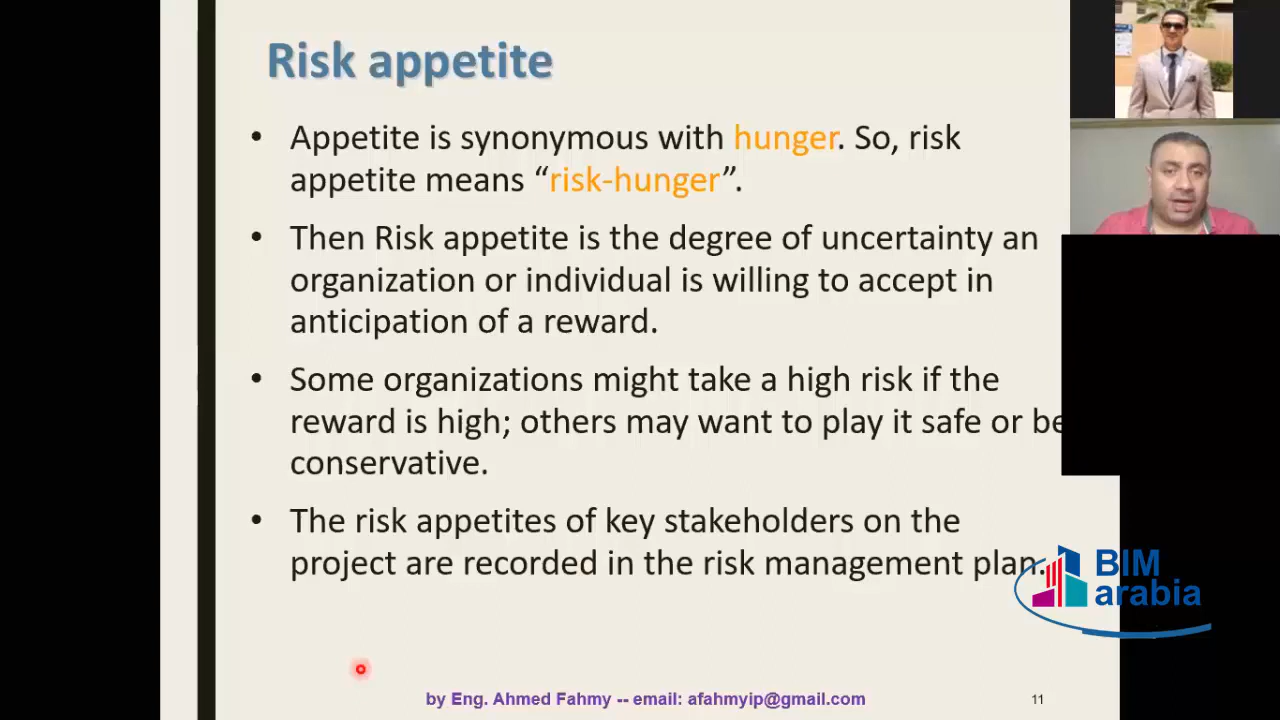 Risk appetite
• Appetite is synonymous with hunger. So, risk
appetite means “risk-hunger”.
• Then Risk appetite is the degree of uncertainty an
organization or individual is willing to accept in
anticipation of a reward.
• Some organizations might take a high risk if the
reward is high; others may want to play it safe or be
conservative.
• The risk appetites of key stakeholders on the
project are recorded in the risk management plan.
BIM
arabia
by Eng. Ahmed Fahmy -- email: afahmyip@gmail.com
11